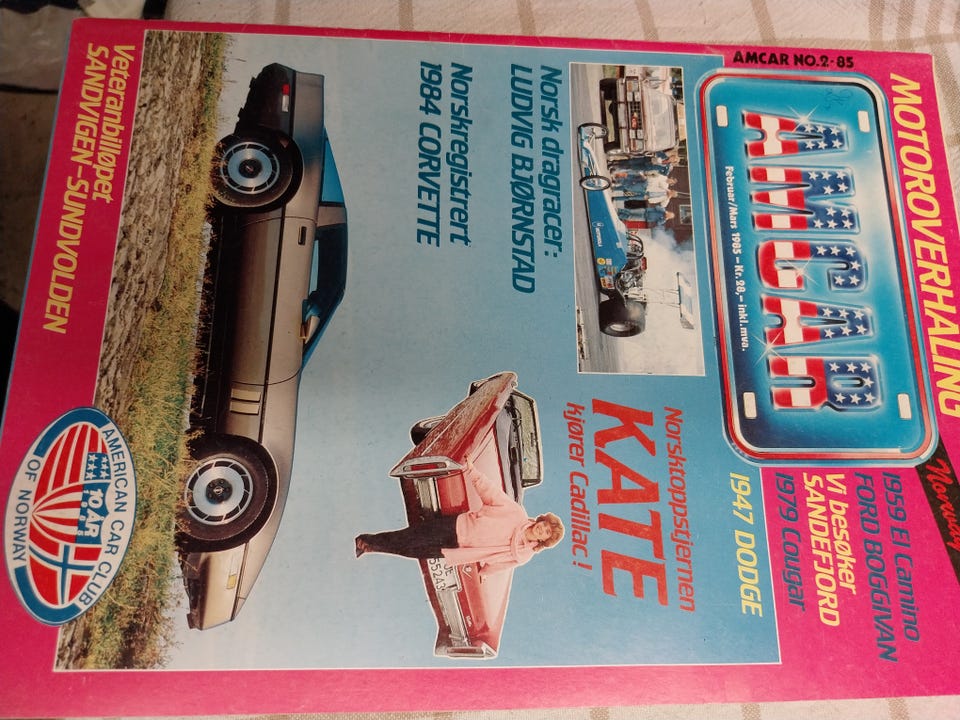 MOTOROVERHALING
AMCAR NO.2-85
AMCAR
Februar/Mars 1985 – Kr. 28,– inkl. mva.
Norway
1959 El Camino
FORD BOGGIVAN
Vi besøker
SANDEFJORD
1979 Cougar
1947 DODGE
Norsktoppstjernen
KATE
kjører Cadillac!
Norsk dragracer:
LUDVIG BJØRNSTAD
Norskregistrert
1984 CORVETTE
Veteranbilløpet
SANDVIGEN–SUNDVOLDEN
AMERICAN CAR CLUB
10 ÅR
OF NORWAY